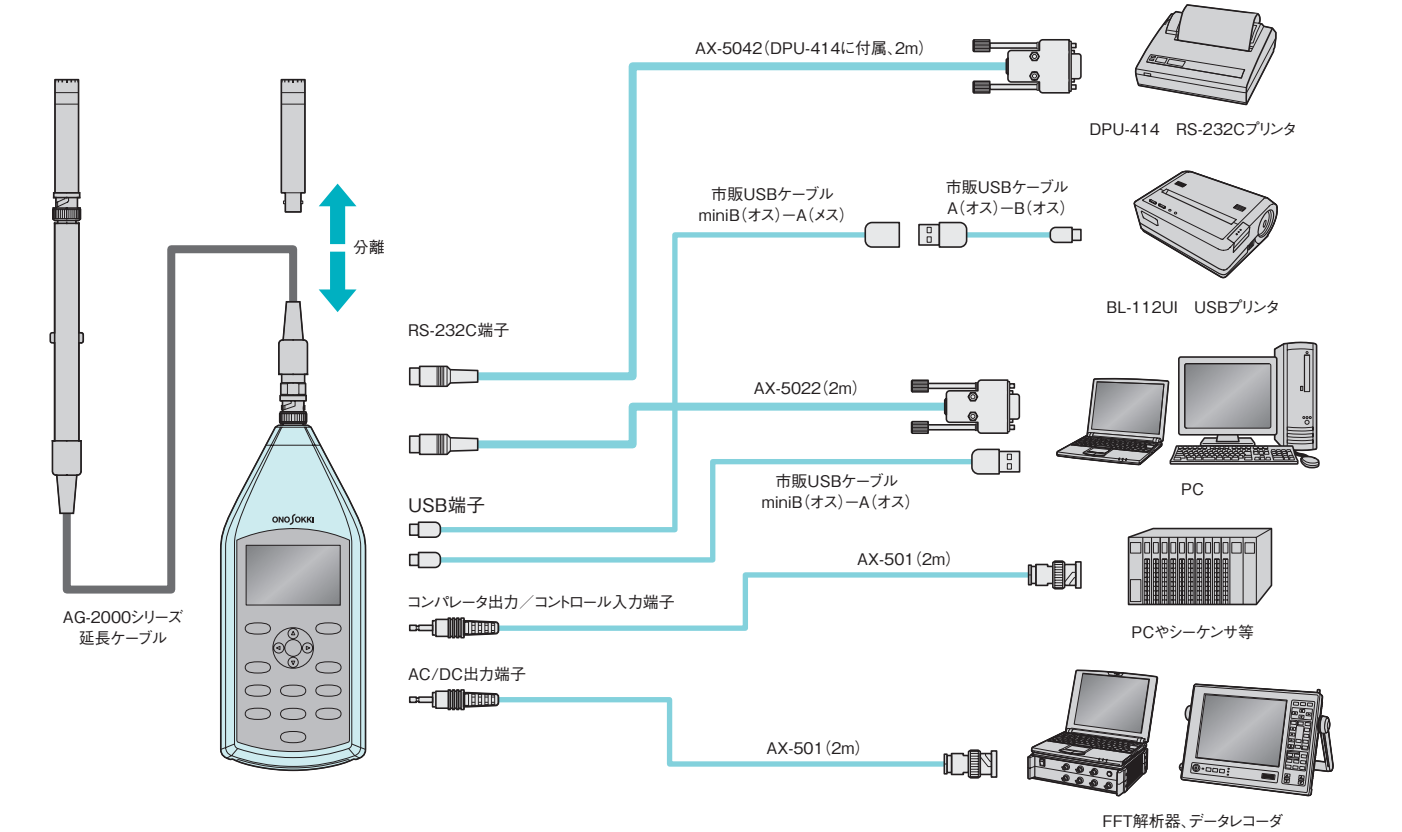 AX-5042(DPU-414に付属、2m)
DPU-414 RS-232Cプリンタ
市販USBケーブル
miniB(オス)ーA(メス)
市販USBケーブル
A(オス)ーB(オス)
BL-112UI USBプリンタ
分離
RS-232C端子
AX-5022(2m)
市販USBケーブル
miniB(オス)ーA(オス)
PC
USB端子
ONO SOKKI
AX-501(2m)
コンパレータ出力/コントロール入力端子
PCやシーケンサ等
AG-2000シリーズ
延長ケーブル
AC/DC出力端子
AX-501(2m)
FFT解析器、データレコーダ